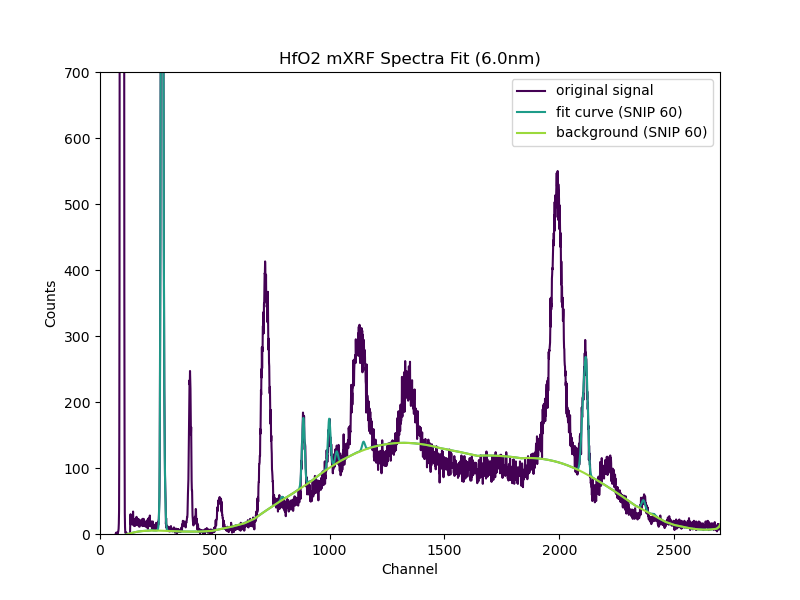 HfO2 mXRF Spectra Fit (6.0nm)
original signal
fit curve (SNIP 60)
background (SNIP 60)
Counts
700
600
500
400
300
200
100
0
0 500 1000 1500 2000 2500
Channel